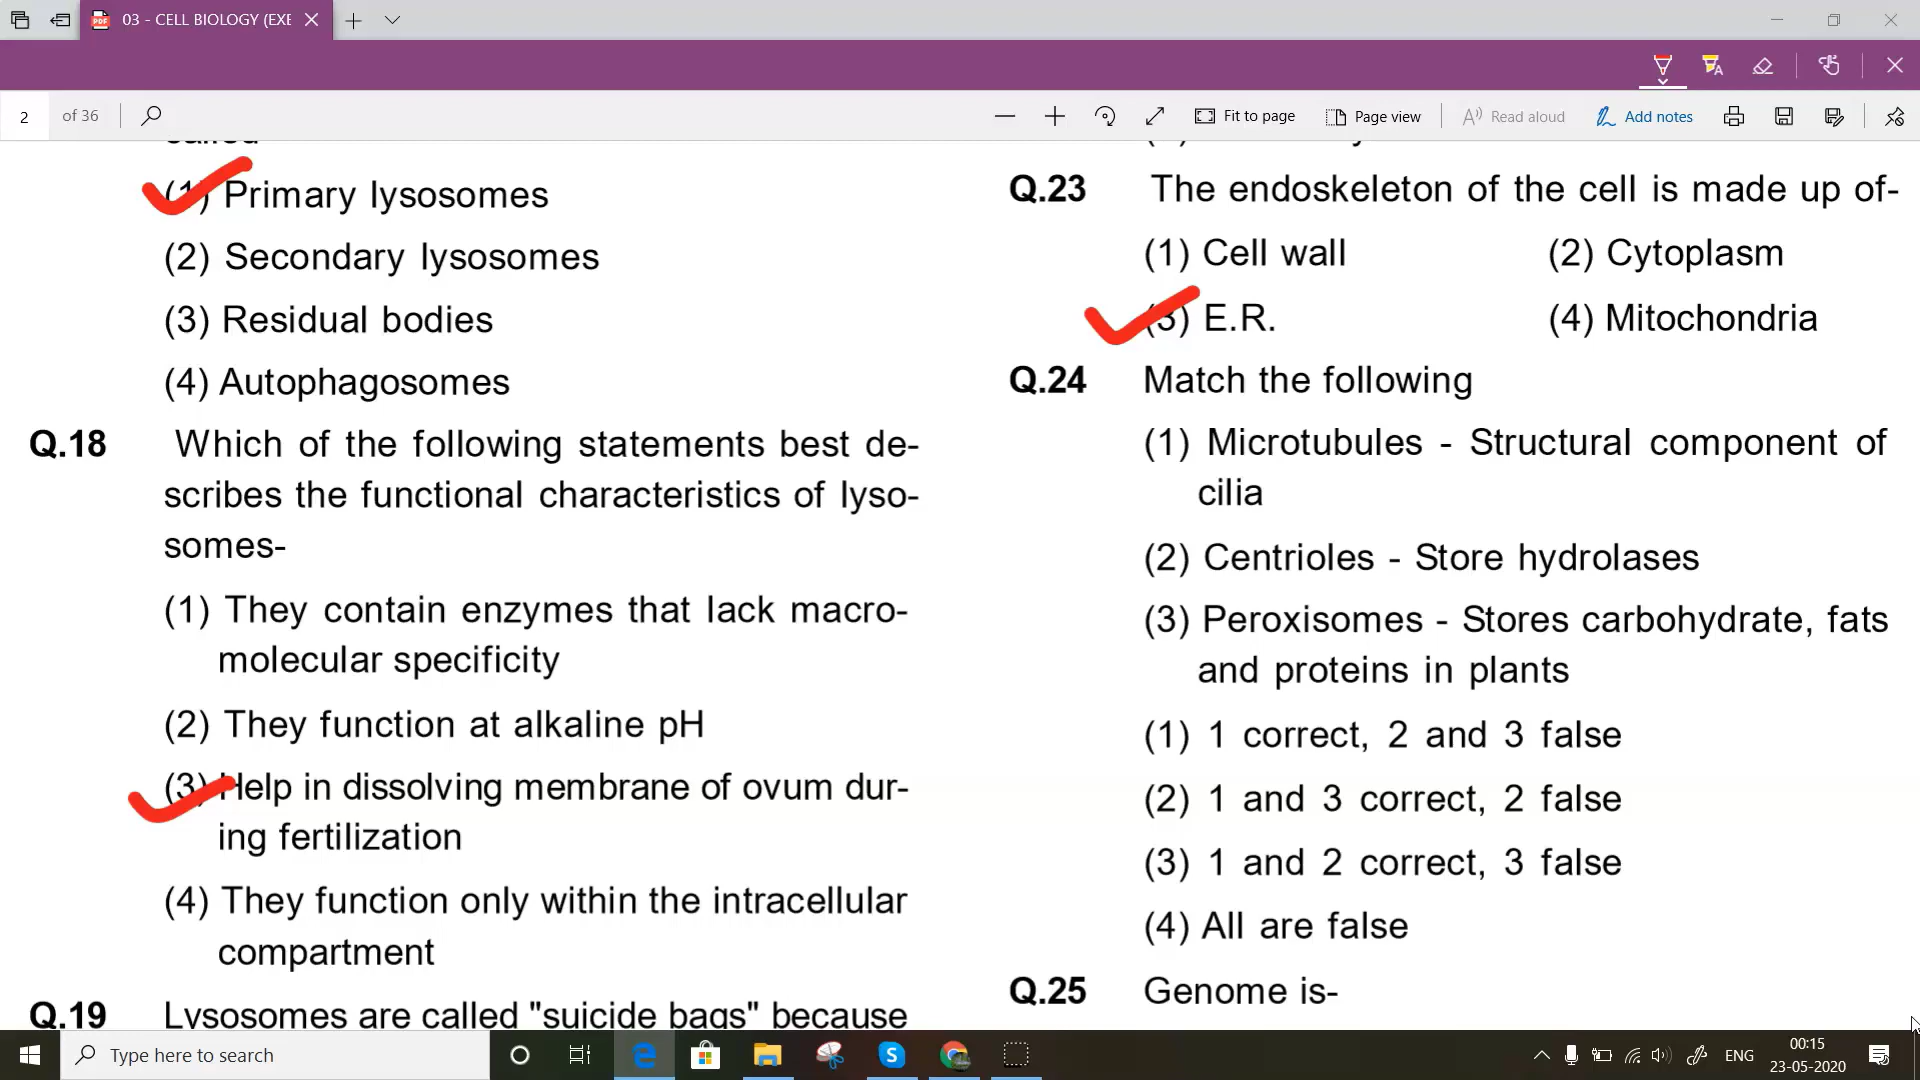 03 - CELL BIOLOGY (EXE
2 of 36
Fit to page
Page view
Read aloud
Add notes
(1) Primary lysosomes
(2) Secondary lysosomes
(3) Residual bodies
(4) Autophagosomes
Q.18 Which of the following statements best de-
scribes the functional characteristics of lyso-
somes-
(1) They contain enzymes that lack macro-
molecular specificity
(2) They function at alkaline pH
(3) Help in dissolving membrane of ovum dur-
ing fertilization
(4) They function only within the intracellular
compartment
Q.19 Lysosomes are called "suicide bags" because
Q.23 The endoskeleton of the cell is made up of-
(1) Cell wall (2) Cytoplasm
(3) E.R. (4) Mitochondria
Q.24 Match the following
(1) Microtubules - Structural component of
cilia
(2) Centrioles - Store hydrolases
(3) Peroxisomes - Stores carbohydrate, fats
and proteins in plants
(1) 1 correct, 2 and 3 false
(2) 1 and 3 correct, 2 false
(3) 1 and 2 correct, 3 false
(4) All are false
Q.25 Genome is-
Type here to search
ENG
00:15
23-05-2020